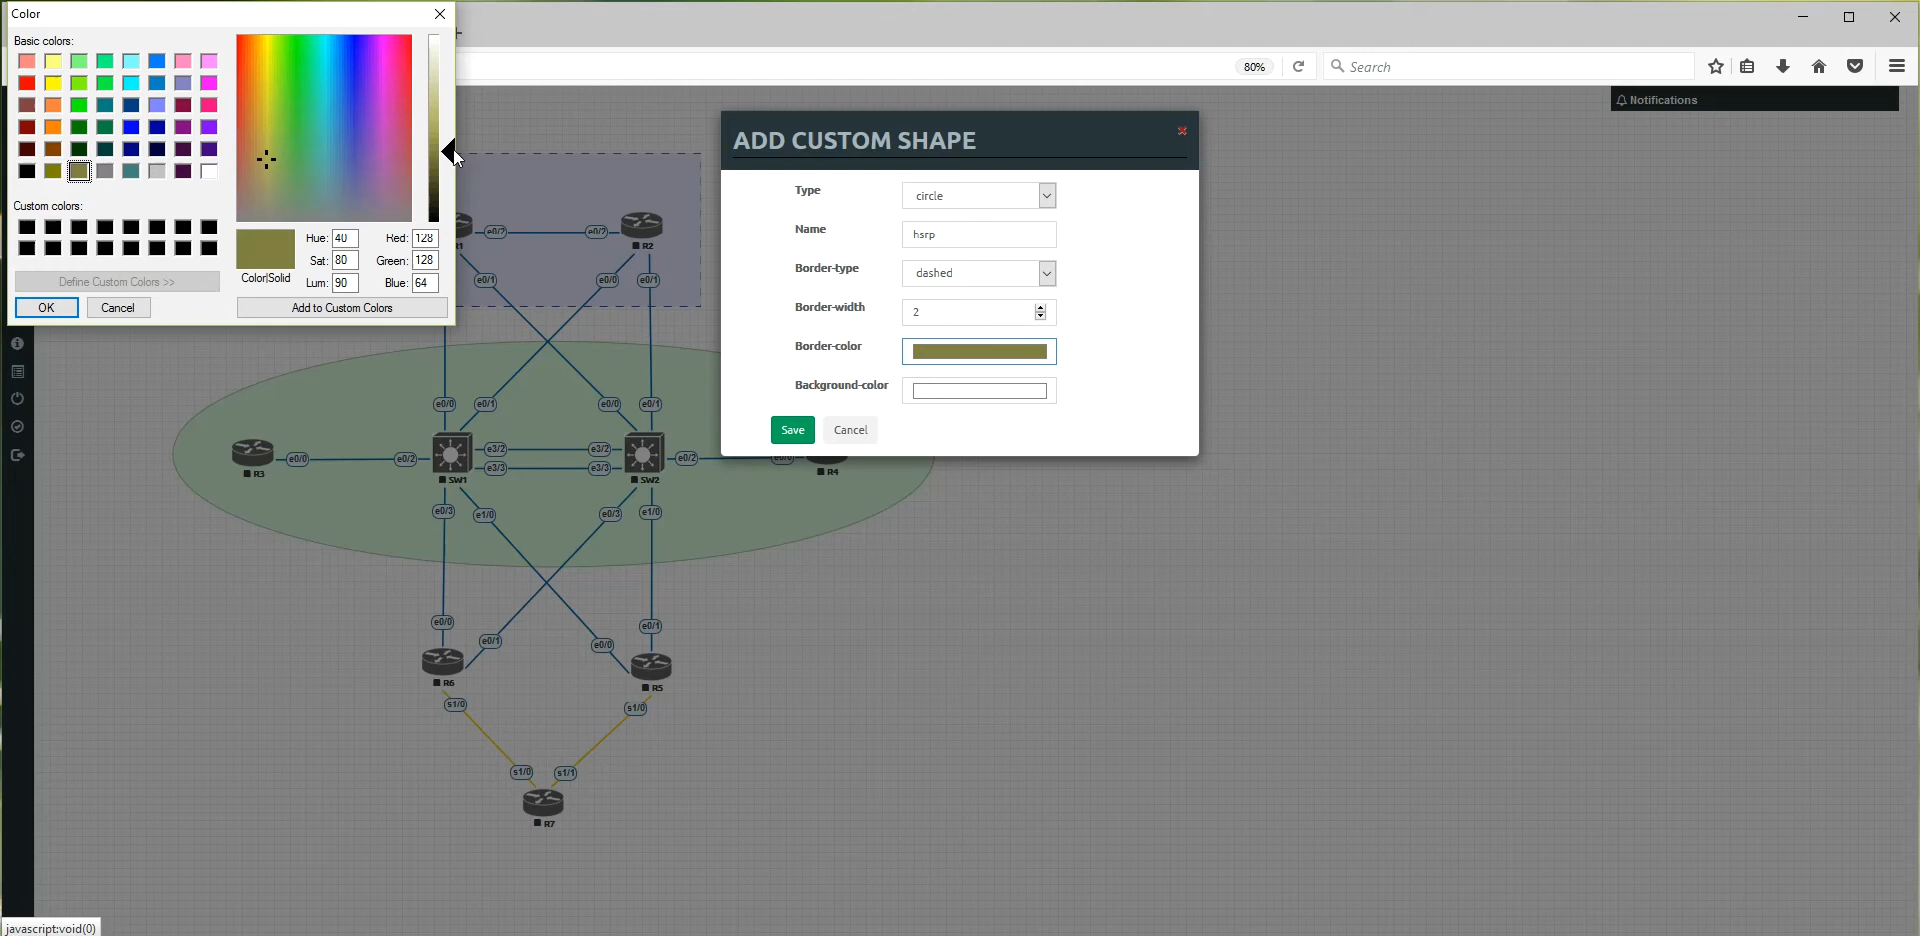 Color
Basic colors:
Custom colors:
Define Custom Colors >>
OK
Cancel
Color|Solid
Hue: 40
Sat: 80
Lum: 90
Red: 128
Green: 128
Blue: 64
Add to Custom Colors
80%
Search
Notifications
ADD CUSTOM SHAPE
Type
circle
Name
hsrp
Border-type
dashed
Border-width
2
Border-color
Background-color
Save
Cancel
R1
e0/2
e0/2
R2
e0/1
e0/0
e0/1
e0/0
e0/1
e0/0
e0/1
R3
e0/0
e0/2
SW1
e3/2
e3/2
e3/3
e3/3
SW2
e0/2
e0/0
R4
e0/3
e1/0
e0/3
e1/0
e0/0
e0/1
e0/0
e0/1
R6
R5
s1/0
s1/0
s1/0
s1/1
R7
javascript:void(0)